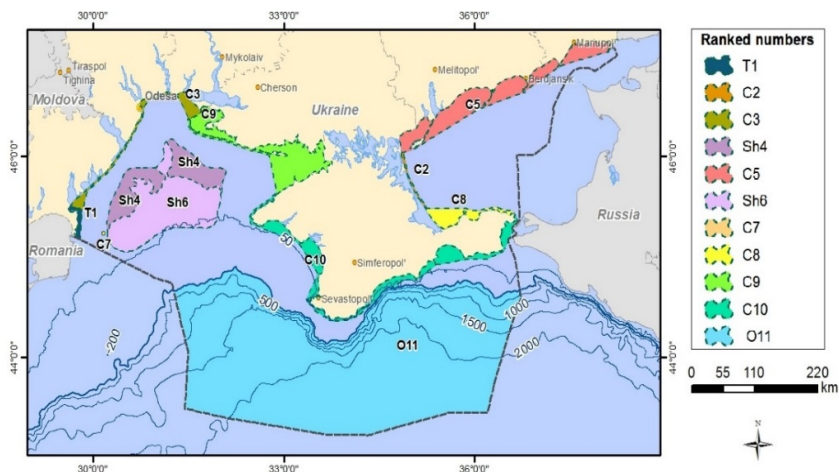 30°0'0"
33°0'0"
36°0'0"
Tiraspol
Tighina
Moldova
Mykolaiv
Odesa
C3
C9
Cherson
Ukraine
Melitopol'
Mariupol'
Berdjansk
C5
46°0'0"
46°0'0"
C2
C8
Sh4
Sh4
Sh6
T1
C7
Romania
Russia
50
C10
Simferopol'
Sevastopol'
-200
500
1000
1500
2000
O11
44°0'0"
44°0'0"
30°0'0"
33°0'0"
36°0'0"
Ranked numbers
T1
C2
C3
Sh4
C5
Sh6
C7
C8
C9
C10
O11
0 55 110 220
KM
N